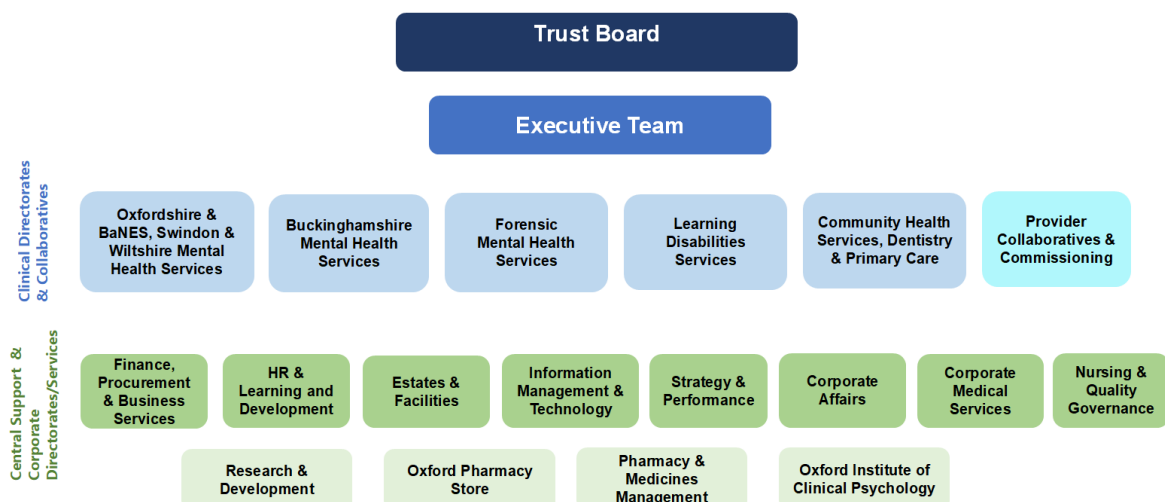 Trust Board
Executive Team
Clinical Directorates
& Collaboratives
Oxfordshire &
BaNES, Swindon &
Wiltshire Mental
Health Services
Buckinghamshire
Mental Health
Services
Forensic
Mental Health
Services
Learning
Disabilities
Services
Community Health
Services, Dentistry
& Primary Care
Provider
Collaboratives &
Commissioning
Central Support &
Corporate
Directorates/Services
Finance,
Procurement
& Business
Services
HR &
Learning and
Development
Estates &
Facilities
Information
Management &
Technology
Strategy &
Performance
Corporate
Affairs
Corporate
Medical
Services
Nursing &
Quality
Governance
Research &
Development
Oxford Pharmacy
Store
Pharmacy &
Medicines
Management
Oxford Institute of
Clinical Psychology